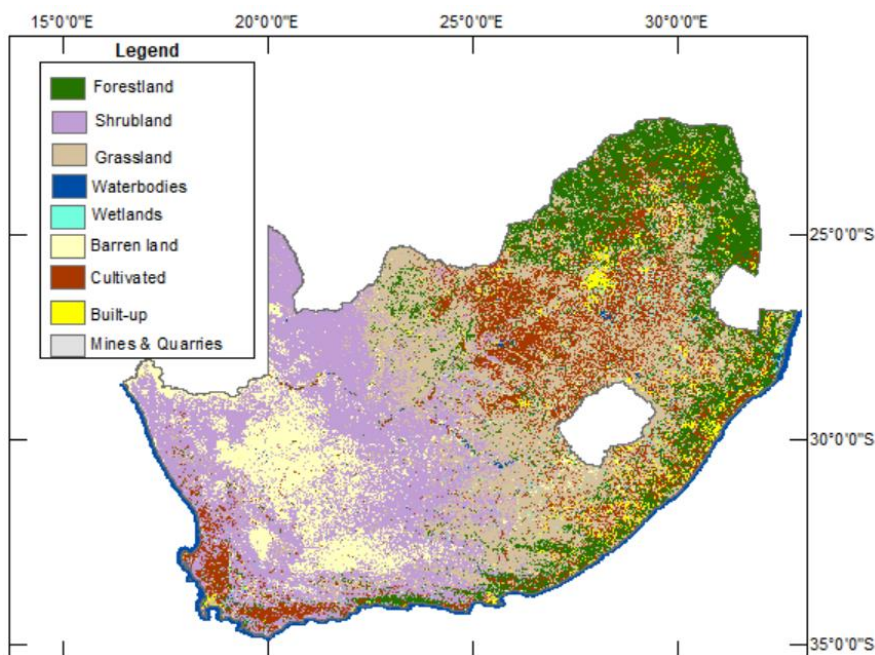 15°0'0"E 20°0'0"E 25°0'0"E 30°0'0"E
Legend
Forestland
Shrubland
Grassland
Waterbodies
Wetlands
Barren land
Cultivated
Built-up
Mines & Quarries
25°0'0"S
30°0'0"S
35°0'0"S